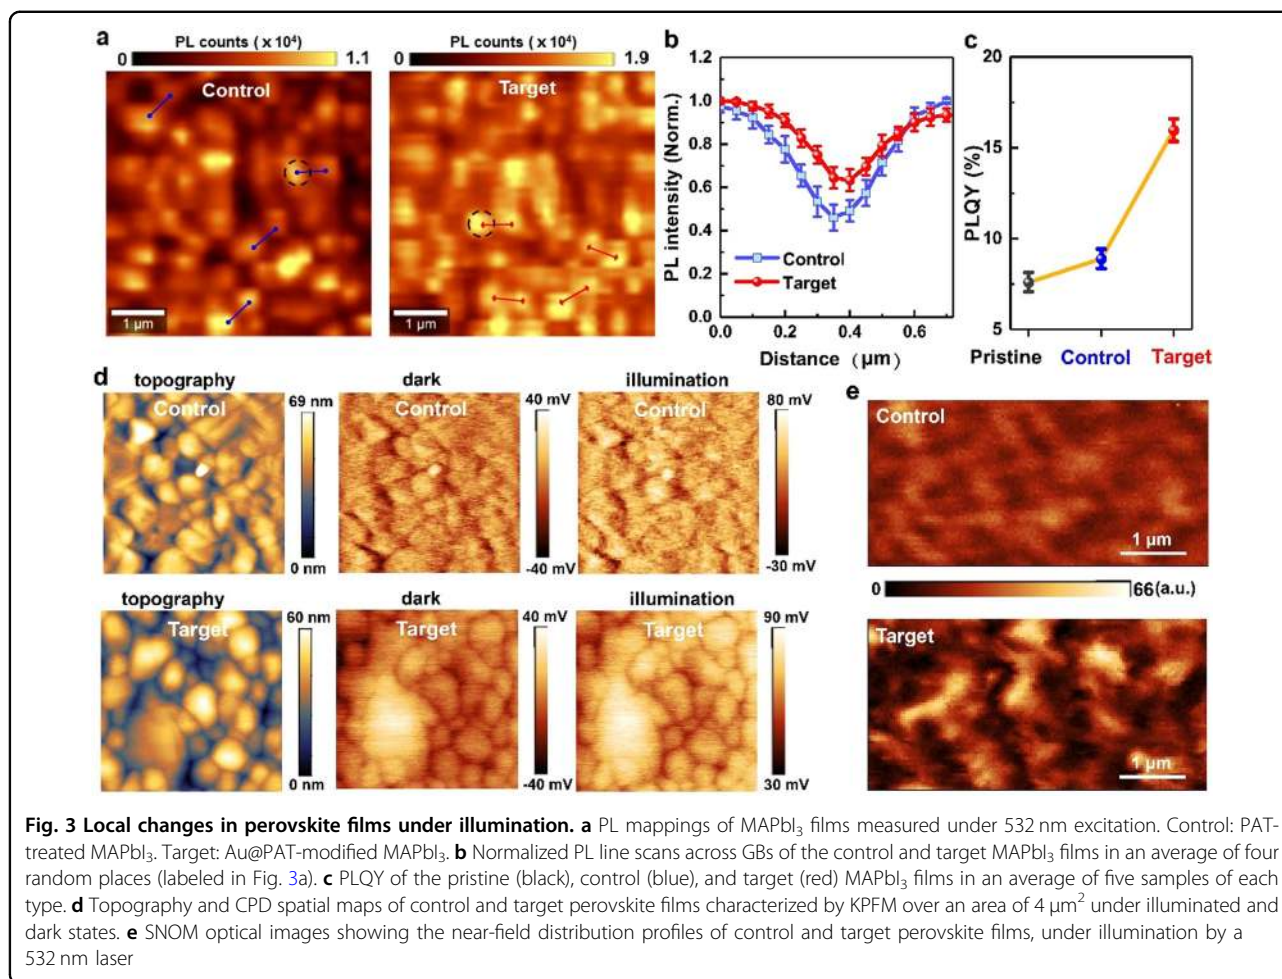 a
PL counts ( x 10⁴)
0 1.1
Control
1 µm
PL counts ( x 10⁴)
0 1.9
Target
1 µm
b
PL intensity (Norm.)
1.2
1.0
0.8
0.6
0.4
0.2
0.0
Control
Target
0.0 0.2 0.4 0.6
Distance (µm)
c
PLQY (%)
20
15
10
5
Pristine Control Target
d
topography dark illumination
Control 69 nm 0 nm
Control 40 mV -40 mV
Control 80 mV -30 mV
topography dark illumination
Target 60 nm 0 nm
Target 40 mV -40 mV
Target 90 mV 30 mV
e
Control
1 µm
0 66 (a.u.)
Target
1 µm
Fig. 3 Local changes in perovskite films under illumination. a PL mappings of MAPbI₃ films measured under 532 nm excitation. Control: PAT-
treated MAPbI₃. Target: Au@PAT-modified MAPbI₃. b Normalized PL line scans across GBs of the control and target MAPbI₃ films in an average of four
random places (labeled in Fig. 3a). c PLQY of the pristine (black), control (blue), and target (red) MAPbI₃ films in an average of five samples of each
type. d Topography and CPD spatial maps of control and target perovskite films characterized by KPFM over an area of 4 µm² under illuminated and
dark states. e SNOM optical images showing the near-field distribution profiles of control and target perovskite films, under illumination by a
532 nm laser